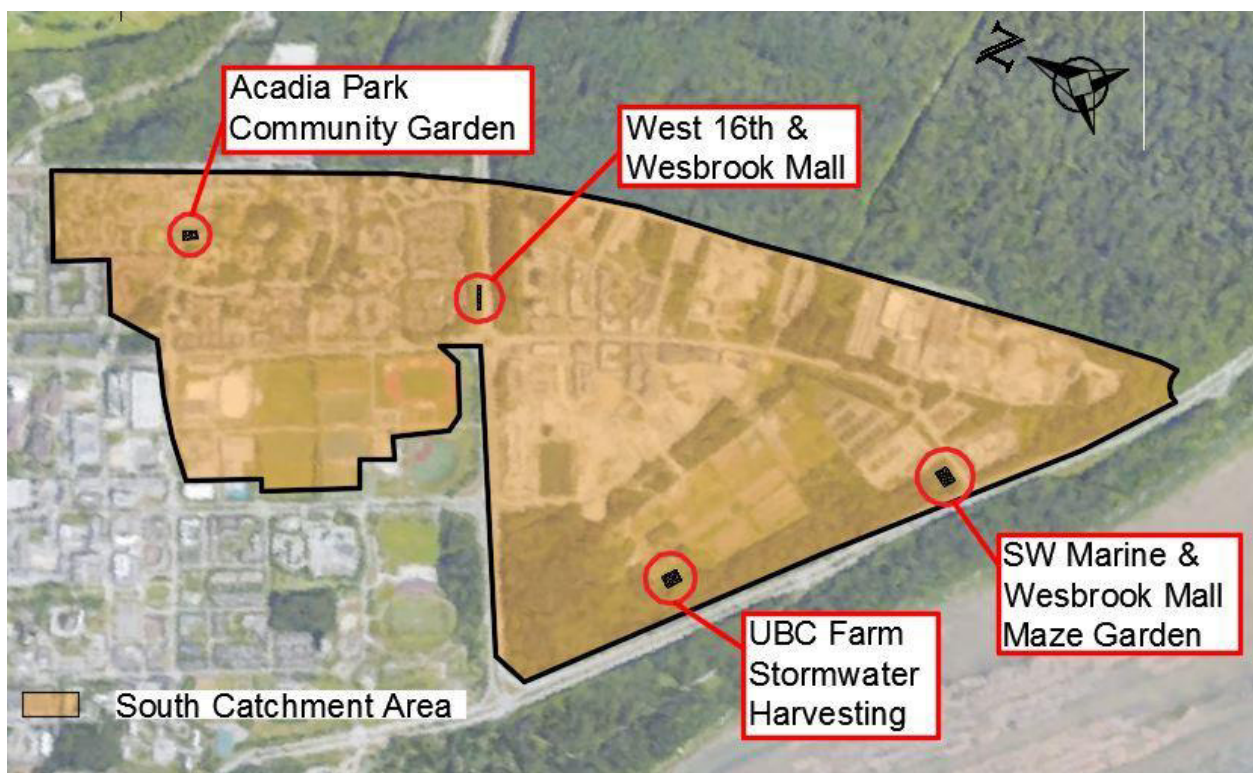 N
Acadia Park
Community Garden
West 16th &
Wesbrook Mall
SW Marine &
Wesbrook Mall
Maze Garden
UBC Farm
Stormwater
Harvesting
South Catchment Area